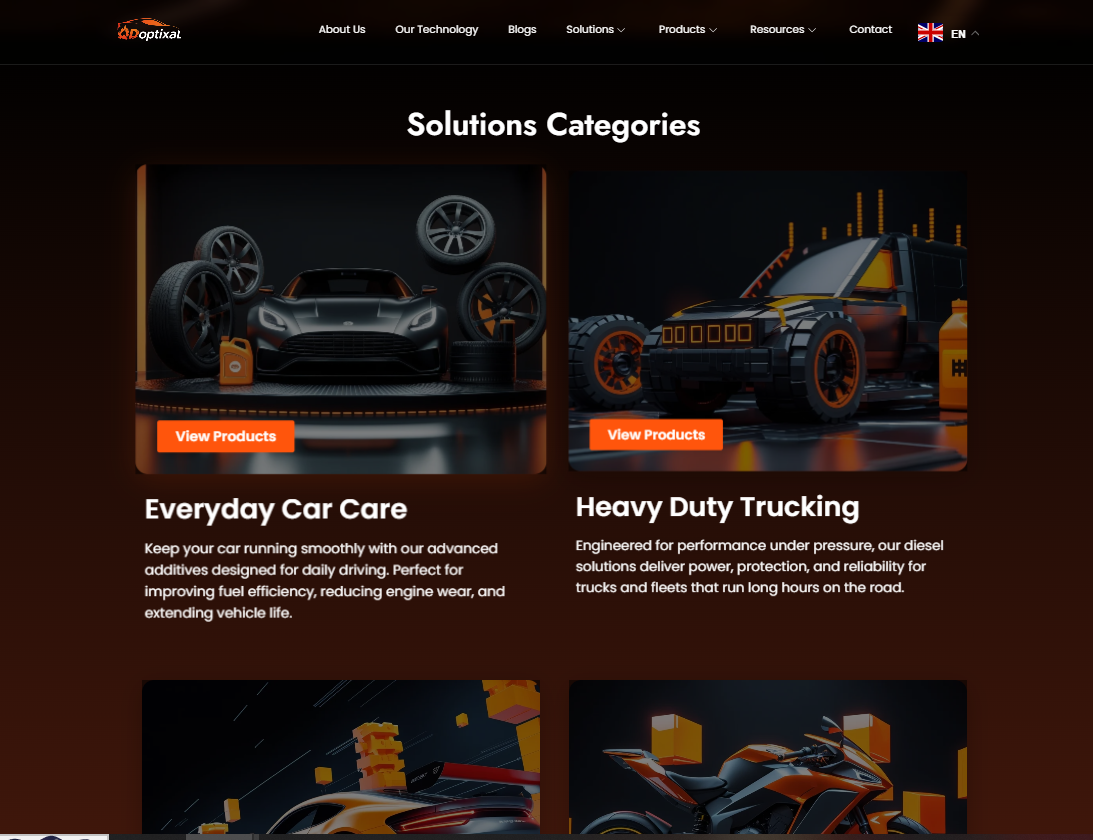 ADoptixal
About Us
Our Technology
Blogs
Solutions
Products
Resources
Contact
EN
Solutions Categories
View Products
View Products
Everyday Car Care
Keep your car running smoothly with our advanced
additives designed for daily driving. Perfect for
improving fuel efficiency, reducing engine wear, and
extending vehicle life.
Heavy Duty Trucking
Engineered for performance under pressure, our diesel
solutions deliver power, protection, and reliability for
trucks and fleets that run long hours on the road.